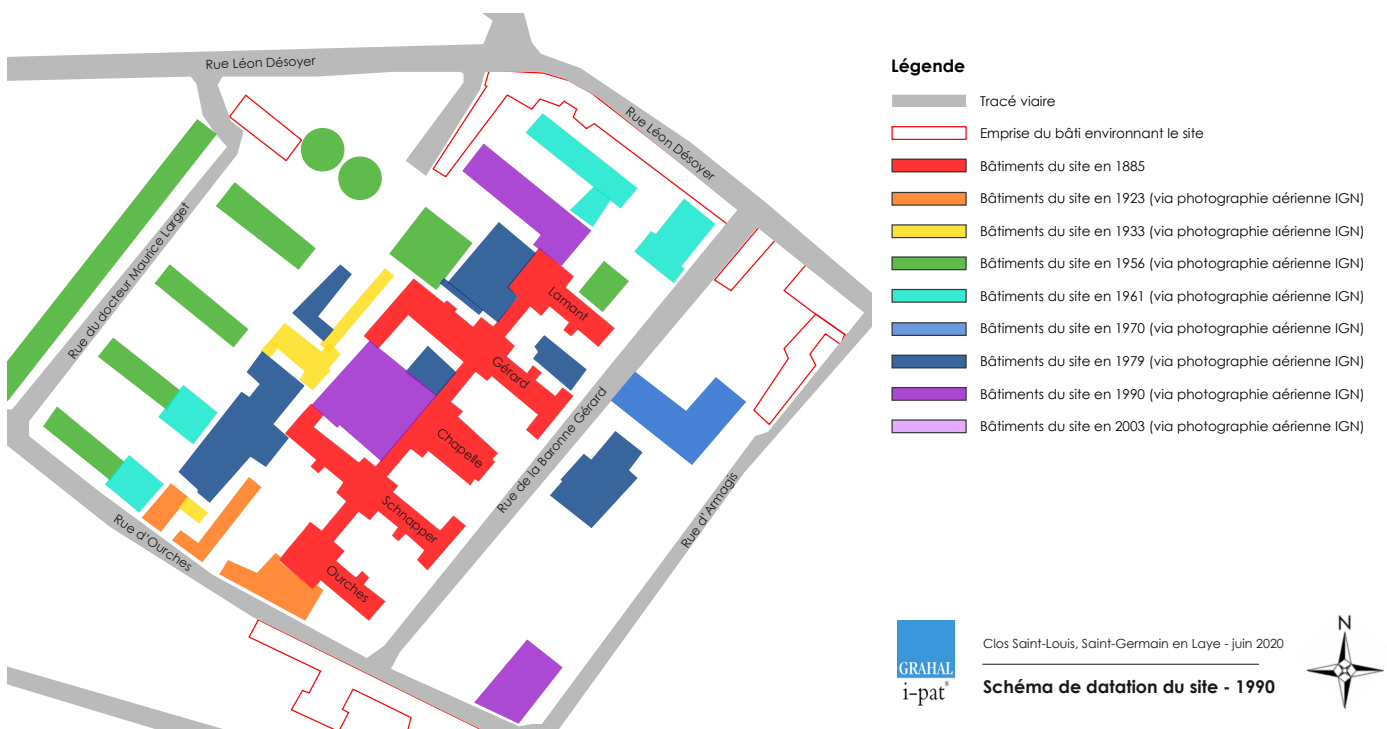 Rue Léon Désoyer
Rue Léon Désoyer
Rue du docteur Maurice Larget
Lamant
Gérard
Chapelle
Schnapper
Ourches
Rue de la Baronne Gérard
Rue d'Armagis
Rue d'Ourches
Légende
Tracé viaire
Emprise du bâti environnant le site
Bâtiments du site en 1885
Bâtiments du site en 1923 (via photographie aérienne IGN)
Bâtiments du site en 1933 (via photographie aérienne IGN)
Bâtiments du site en 1956 (via photographie aérienne IGN)
Bâtiments du site en 1961 (via photographie aérienne IGN)
Bâtiments du site en 1970 (via photographie aérienne IGN)
Bâtiments du site en 1979 (via photographie aérienne IGN)
Bâtiments du site en 1990 (via photographie aérienne IGN)
Bâtiments du site en 2003 (via photographie aérienne IGN)
GRAHAL
i-pat®
Clos Saint-Louis, Saint-Germain en Laye - juin 2020
Schéma de datation du site - 1990
N